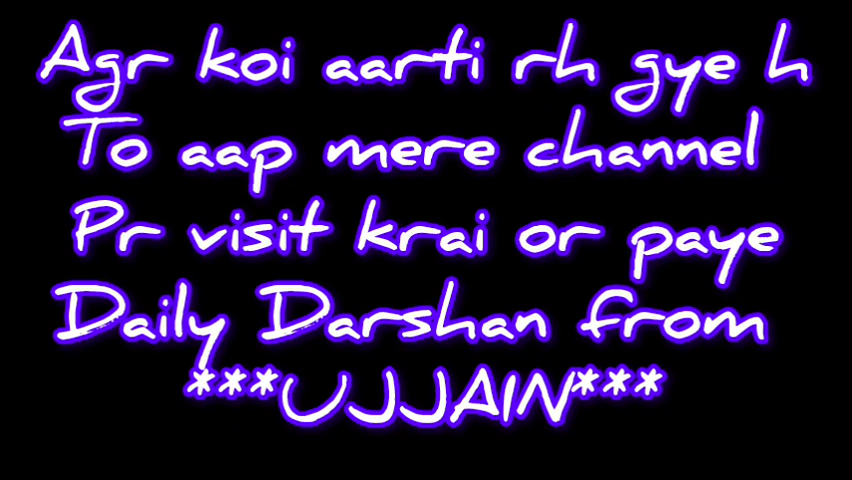 Agr koi aarti rh gye h
To aap mere channel
Pr visit krai or paye
Daily Darshan from
***UJJAIN***